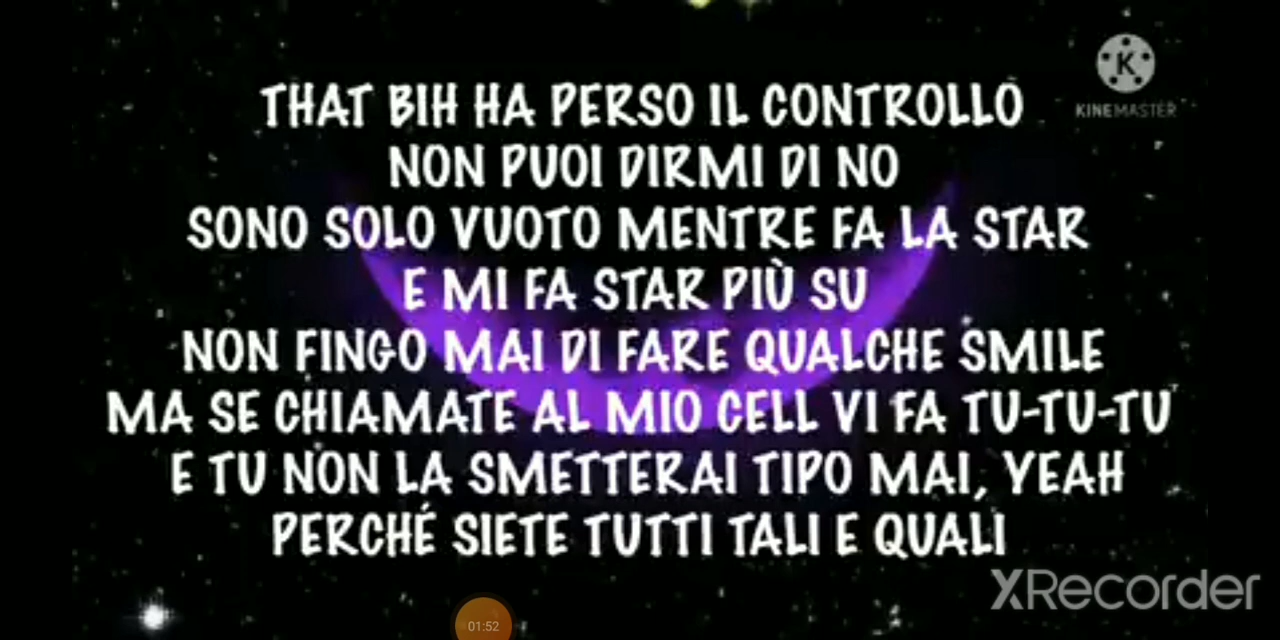 THAT BIH HA PERSO IL CONTROLLO
NON PUOI DIRMI DI NO
SONO SOLO VUOTO MENTRE FA LA STAR
E MI FA STAR PIÙ SU
NON FINGO MAI DI FARE QUALCHE SMILE
MA SE CHIAMATE AL MIO CELL VI FA TU-TU-TU
E TU NON LA SMETTERAI TIPO MAI, YEAH
PERCHÉ SIETE TUTTI TALI E QUALI
K
KINEMASTER
XRecorder
01:52